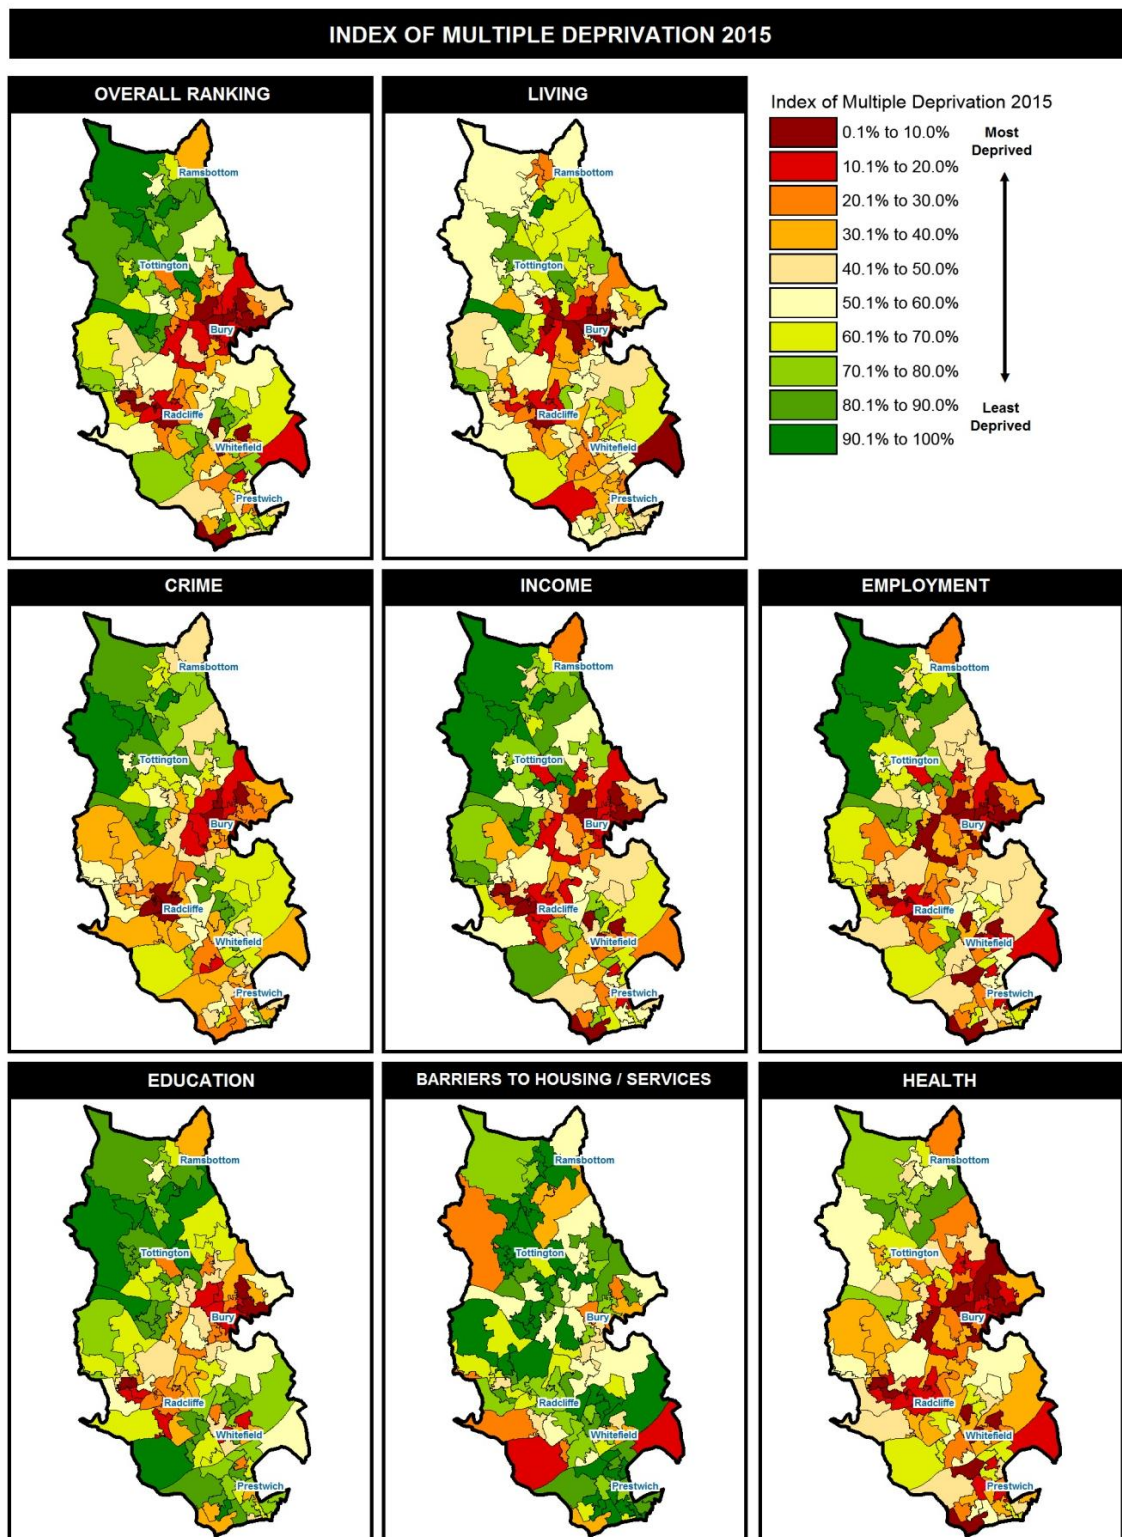 INDEX OF MULTIPLE DEPRIVATION 2015
OVERALL RANKING
Ramsbottom
Tottington
Bury
Radcliffe
Whitefield
Prestwich
LIVING
Ramsbottom
Tottington
Bury
Radcliffe
Whitefield
Prestwich
Index of Multiple Deprivation 2015
0.1% to 10.0%
10.1% to 20.0%
20.1% to 30.0%
30.1% to 40.0%
40.1% to 50.0%
50.1% to 60.0%
60.1% to 70.0%
70.1% to 80.0%
80.1% to 90.0%
90.1% to 100%
Most
Deprived
Least
Deprived
CRIME
Ramsbottom
Tottington
Bury
Radcliffe
Whitefield
Prestwich
INCOME
Ramsbottom
Tottington
Bury
Radcliffe
Whitefield
Prestwich
EMPLOYMENT
Ramsbottom
Tottington
Bury
Radcliffe
Whitefield
Prestwich
EDUCATION
Ramsbottom
Tottington
Bury
Radcliffe
Whitefield
Prestwich
BARRIERS TO HOUSING / SERVICES
Ramsbottom
Tottington
Bury
Radcliffe
Whitefield
Prestwich
HEALTH
Ramsbottom
Tottington
Bury
Radcliffe
Whitefield
Prestwich